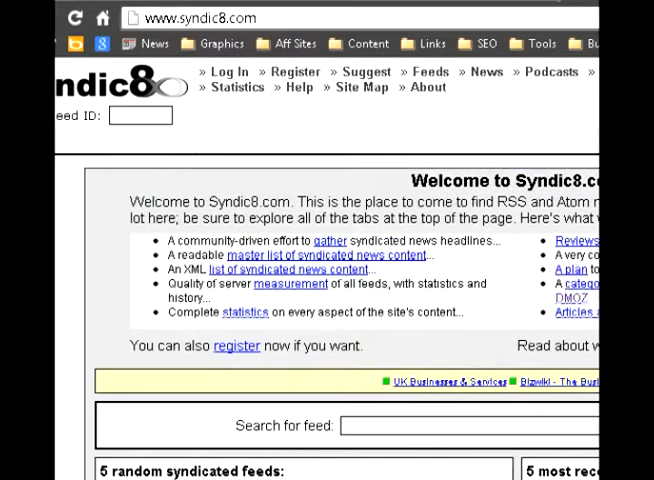 www.syndic8.com
News Graphics Aff Sites Content Links SEO Tools Bu
ndic8
» Log In » Register » Suggest » Feeds » News » Podcasts »
» Statistics » Help » Site Map » About
eed ID:
Welcome to Syndic8.co
Welcome to Syndic8.com. This is the place to come to find RSS and Atom n
lot here; be sure to explore all of the tabs at the top of the page. Here's what
• A community-driven effort to gather syndicated news headlines...
• A readable master list of syndicated news content...
• An XML list of syndicated news content...
• Quality of server measurement of all feeds, with statistics and
history...
• Complete statistics on every aspect of the site's content...
• Reviews
• A very co
• A plan to
• A catego
DMOZ
• Articles a
You can also register now if you want.
Read about w
UK Businesses & Services Bizwiki - The Busi
Search for feed:
5 random syndicated feeds:
5 most rece